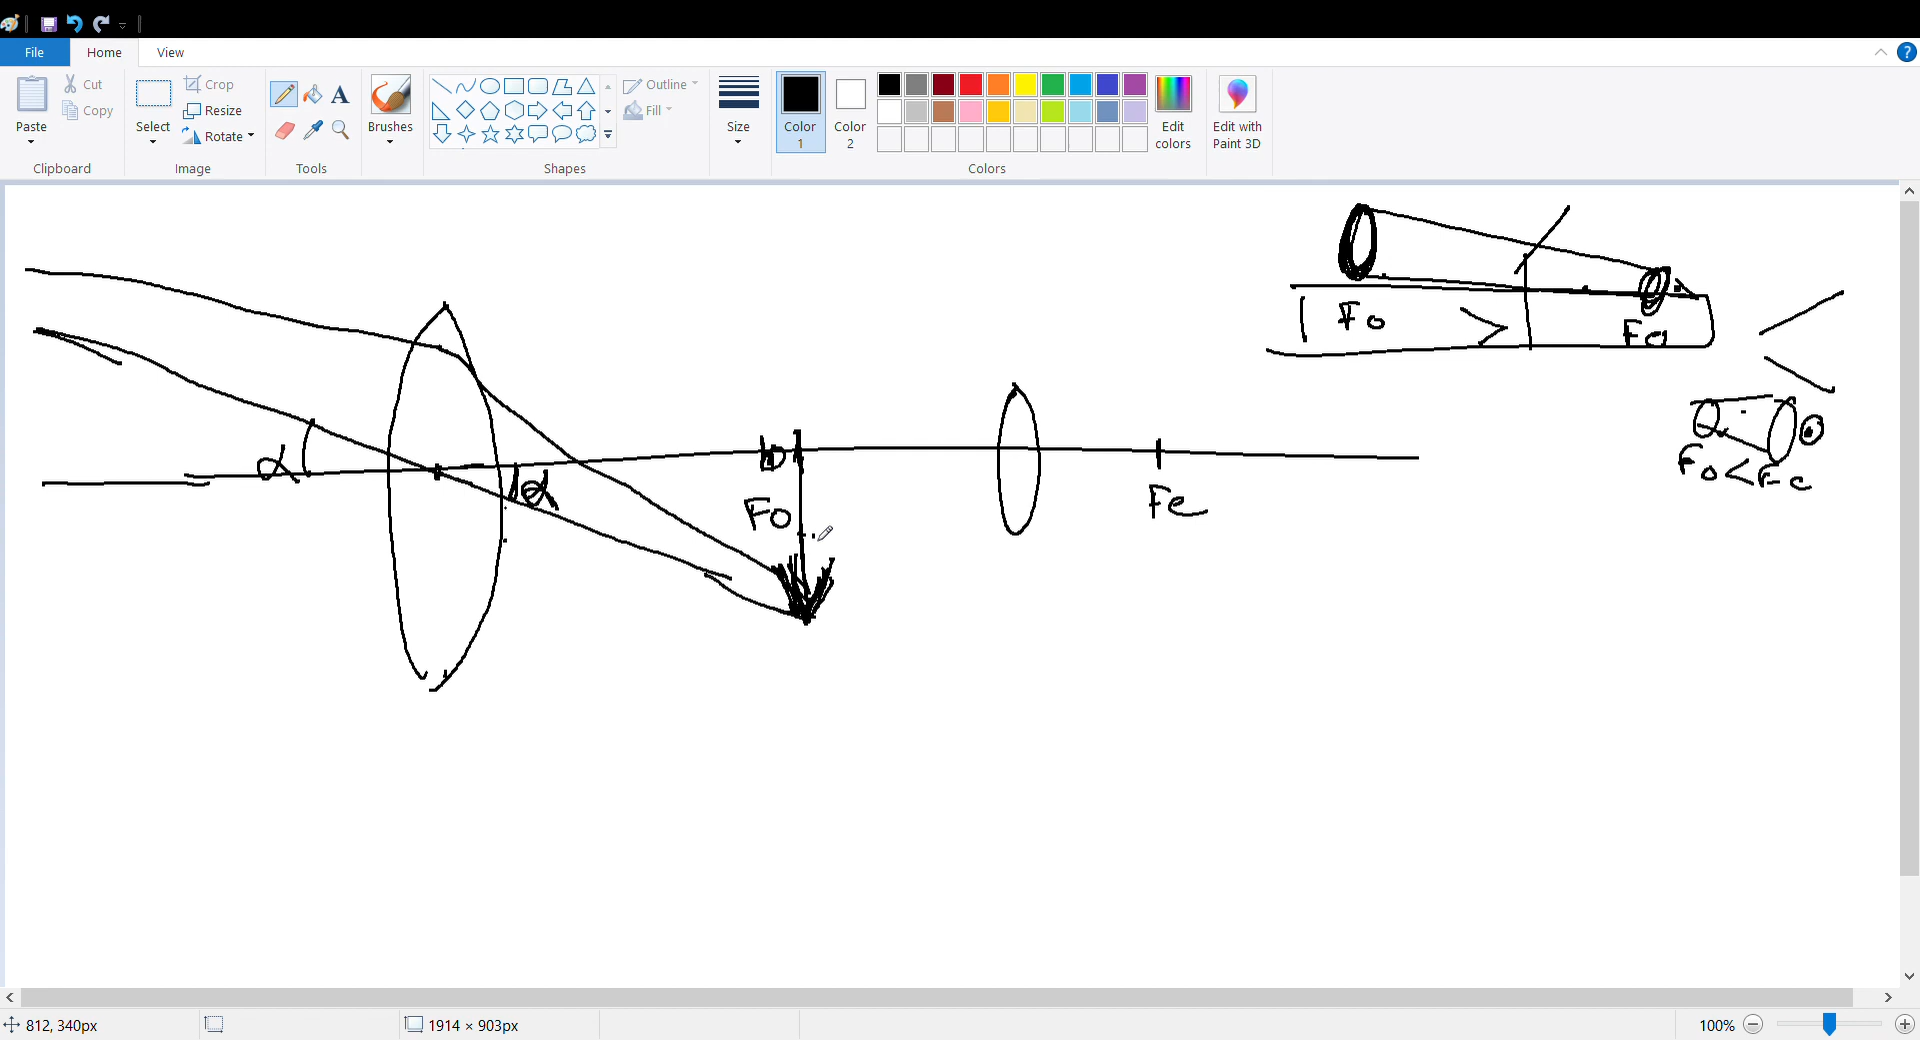 File Home View
Paste
Cut
Copy
Clipboard
Select
Crop
Resize
Rotate
Image
Tools
Brushes
Shapes
Outline
Fill
Size
Color 1
Color 2
Edit colors
Colors
Edit with Paint 3D
Fo >
α
α
Fo
Fe
Fo < Fe
812, 340px
1914 × 903px
100%